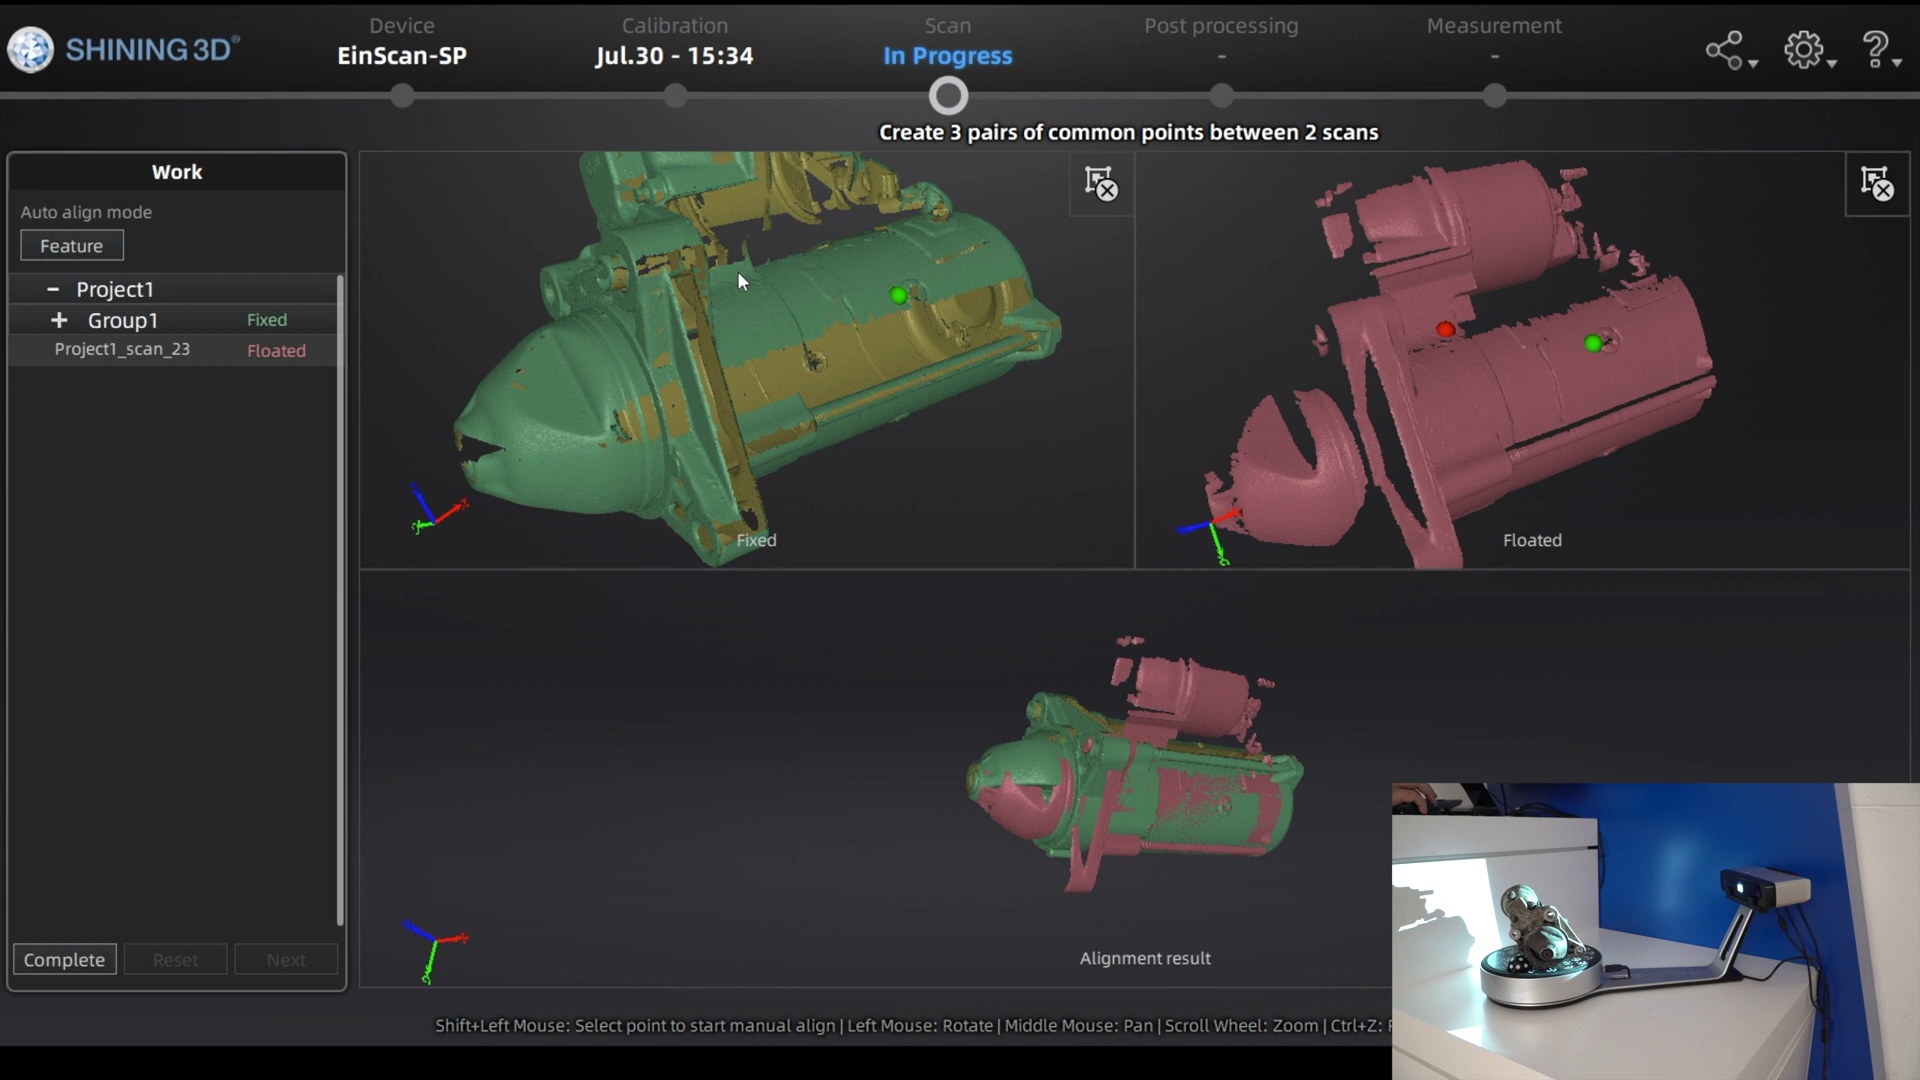 SHINING 3D®
Device
EinScan-SP
Calibration
Jul.30 - 15:34
Scan
In Progress
Post processing
-
Measurement
-
Create 3 pairs of common points between 2 scans
Work
Auto align mode
Feature
− Project1
+ Group1 Fixed
Project1_scan_23 Floated
Fixed
Floated
Alignment result
Complete
Reset
Next
Shift+Left Mouse: Select point to start manual align | Left Mouse: Rotate | Middle Mouse: Pan | Scroll Wheel: Zoom | Ctrl+Z: